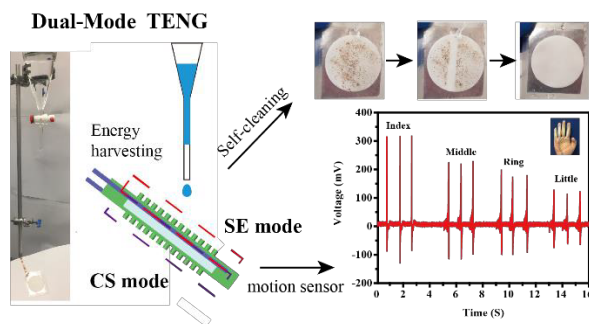 Dual-Mode TENG
Energy
harvesting
Self-cleaning
SE mode
CS mode
motion sensor
400
300
200
100
0
-100
-200
Voltage (mV)
Index
Middle
Ring
Little
0
2
4
6
8
10
12
14
16
Time (S)